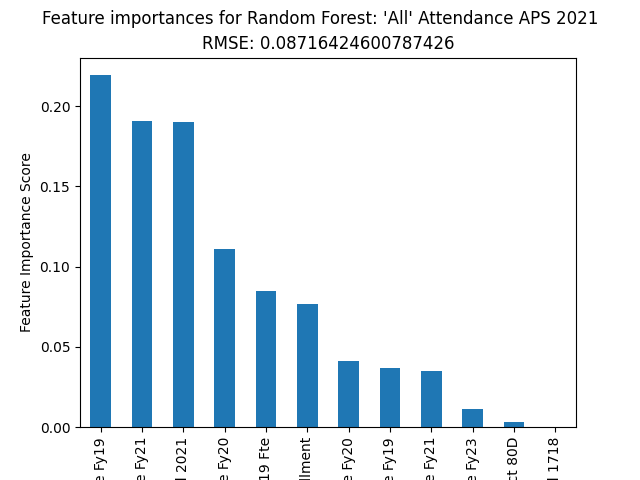 Feature importances for Random Forest: 'All' Attendance APS 2021
RMSE: 0.08716424600787426
Feature Importance Score
0.20
0.15
0.10
0.05
0.00
e Fy19
e Fy21
l 2021
e Fy20
19 Fte
llment
e Fy20
e Fy19
e Fy21
e Fy23
ct 80D
l 1718